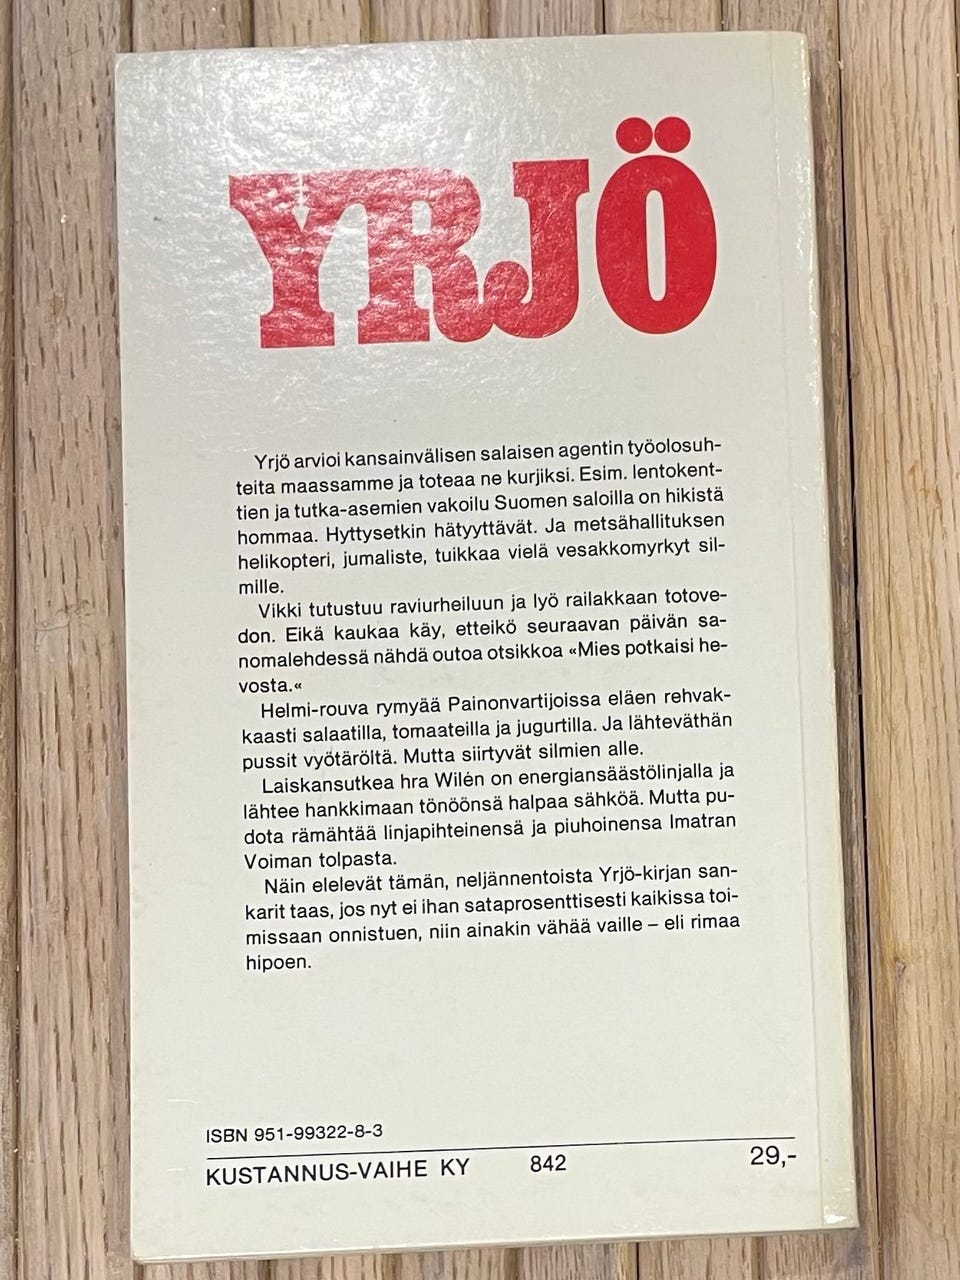 YRJÖ
Yrjö arvioi kansainvälisen salaisen agentin työolosuh-
teita maassamme ja toteaa ne kurjiksi. Esim. lentokent-
tien ja tutka-asemien vakoilu Suomen saloilla on hikistä
hommaa. Hyttysetkin hätyyttävät. Ja metsähallituksen
helikopteri, jumaliste, tuikkaa vielä vesakkomyrkyt sil-
mille.
Vikki tutustuu raviurheiluun ja lyö railakkaan totove-
don. Eikä kaukaa käy, etteikö seuraavan päivän sa-
nomalehdessä nähdä outoa otsikkoa «Mies potkaisi he-
vosta.«
Helmi-rouva rymyää Painonvartijoissa eläen rehvak-
kaasti salaatilla, tomaateilla ja jugurtilla. Ja lähteväthän
pussit vyötäröltä. Mutta siirtyvät silmien alle.
Laiskansutkea hra Wilén on energiansäästölinjalla ja
lähtee hankkimaan tönöönsä halpaa sähköä. Mutta pu-
dota rämähtää linjapihteinensä ja piuhoinensa Imatran
Voiman tolpasta.
Näin elelevät tämän, neljännentoista Yrjö-kirjan san-
karit taas, jos nyt ei ihan sataprosenttisesti kaikissa toi-
missaan onnistuen, niin ainakin vähää vaille – eli rimaa
hipoen.
ISBN 951-99322-8-3
KUSTANNUS-VAIHE KY 842 29,-